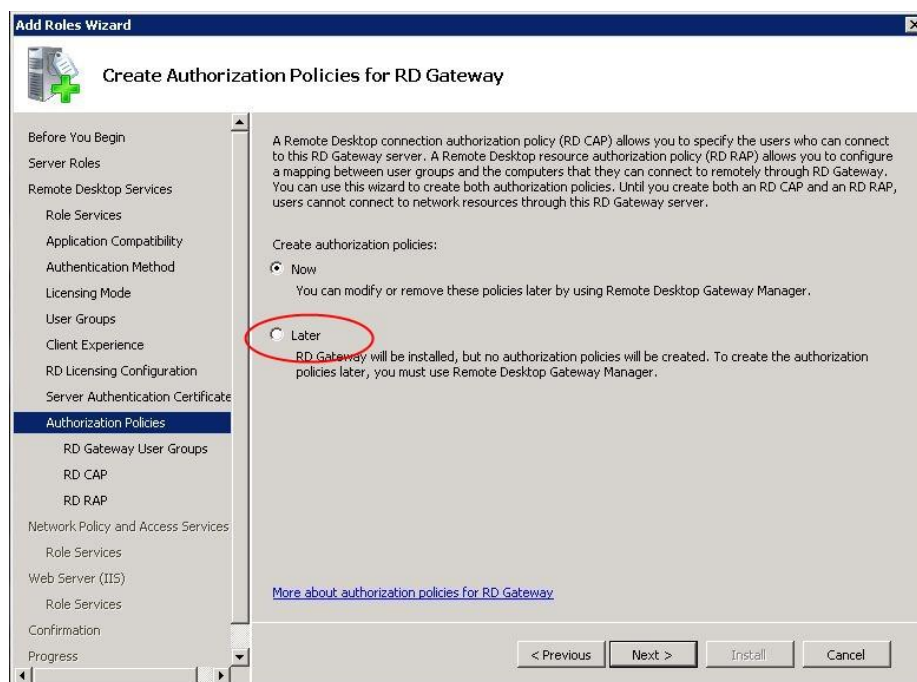 Add Roles Wizard
Create Authorization Policies for RD Gateway
Before You Begin
Server Roles
Remote Desktop Services
Role Services
Application Compatibility
Authentication Method
Licensing Mode
User Groups
Client Experience
RD Licensing Configuration
Server Authentication Certificate
Authorization Policies
RD Gateway User Groups
RD CAP
RD RAP
Network Policy and Access Services
Role Services
Web Server (IIS)
Role Services
Confirmation
Progress
A Remote Desktop connection authorization policy (RD CAP) allows you to specify the users who can connect
to this RD Gateway server. A Remote Desktop resource authorization policy (RD RAP) allows you to configure
a mapping between user groups and the computers that they can connect to remotely through RD Gateway.
You can use this wizard to create both authorization policies. Until you create both an RD CAP and an RD RAP,
users cannot connect to network resources through this RD Gateway server.
Create authorization policies:
Now
You can modify or remove these policies later by using Remote Desktop Gateway Manager.
Later
RD Gateway will be installed, but no authorization policies will be created. To create the authorization
policies later, you must use Remote Desktop Gateway Manager.
More about authorization policies for RD Gateway
< Previous
Next >
Install
Cancel